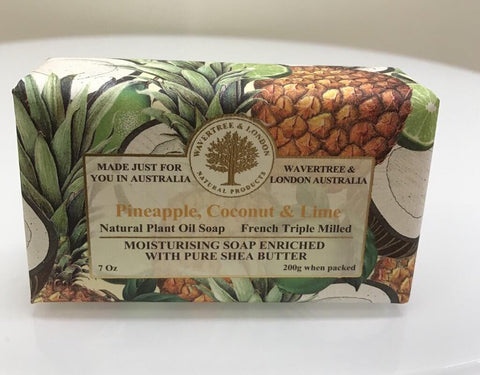 WAVERTREE & LONDON
NATURAL PRODUCTS
MADE JUST FOR
YOU IN AUSTRALIA
WAVERTREE &
LONDON AUSTRALIA
Pineapple, Coconut & Lime
Natural Plant Oil Soap French Triple Milled
MOISTURISING SOAP ENRICHED
WITH PURE SHEA BUTTER
7 Oz 200g when packed